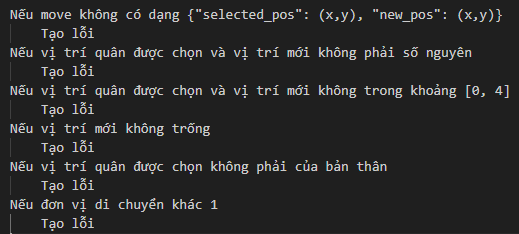 Nếu move không có dạng {"selected_pos": (x,y), "new_pos": (x,y)}
Tạo lỗi
Nếu vị trí quân được chọn và vị trí mới không phải số nguyên
Tạo lỗi
Nếu vị trí quân được chọn và vị trí mới không trong khoảng [0, 4]
Tạo lỗi
Nếu vị trí mới không trống
Tạo lỗi
Nếu vị trí quân được chọn không phải của bản thân
Tạo lỗi
Nếu đơn vị di chuyển khác 1
Tạo lỗi